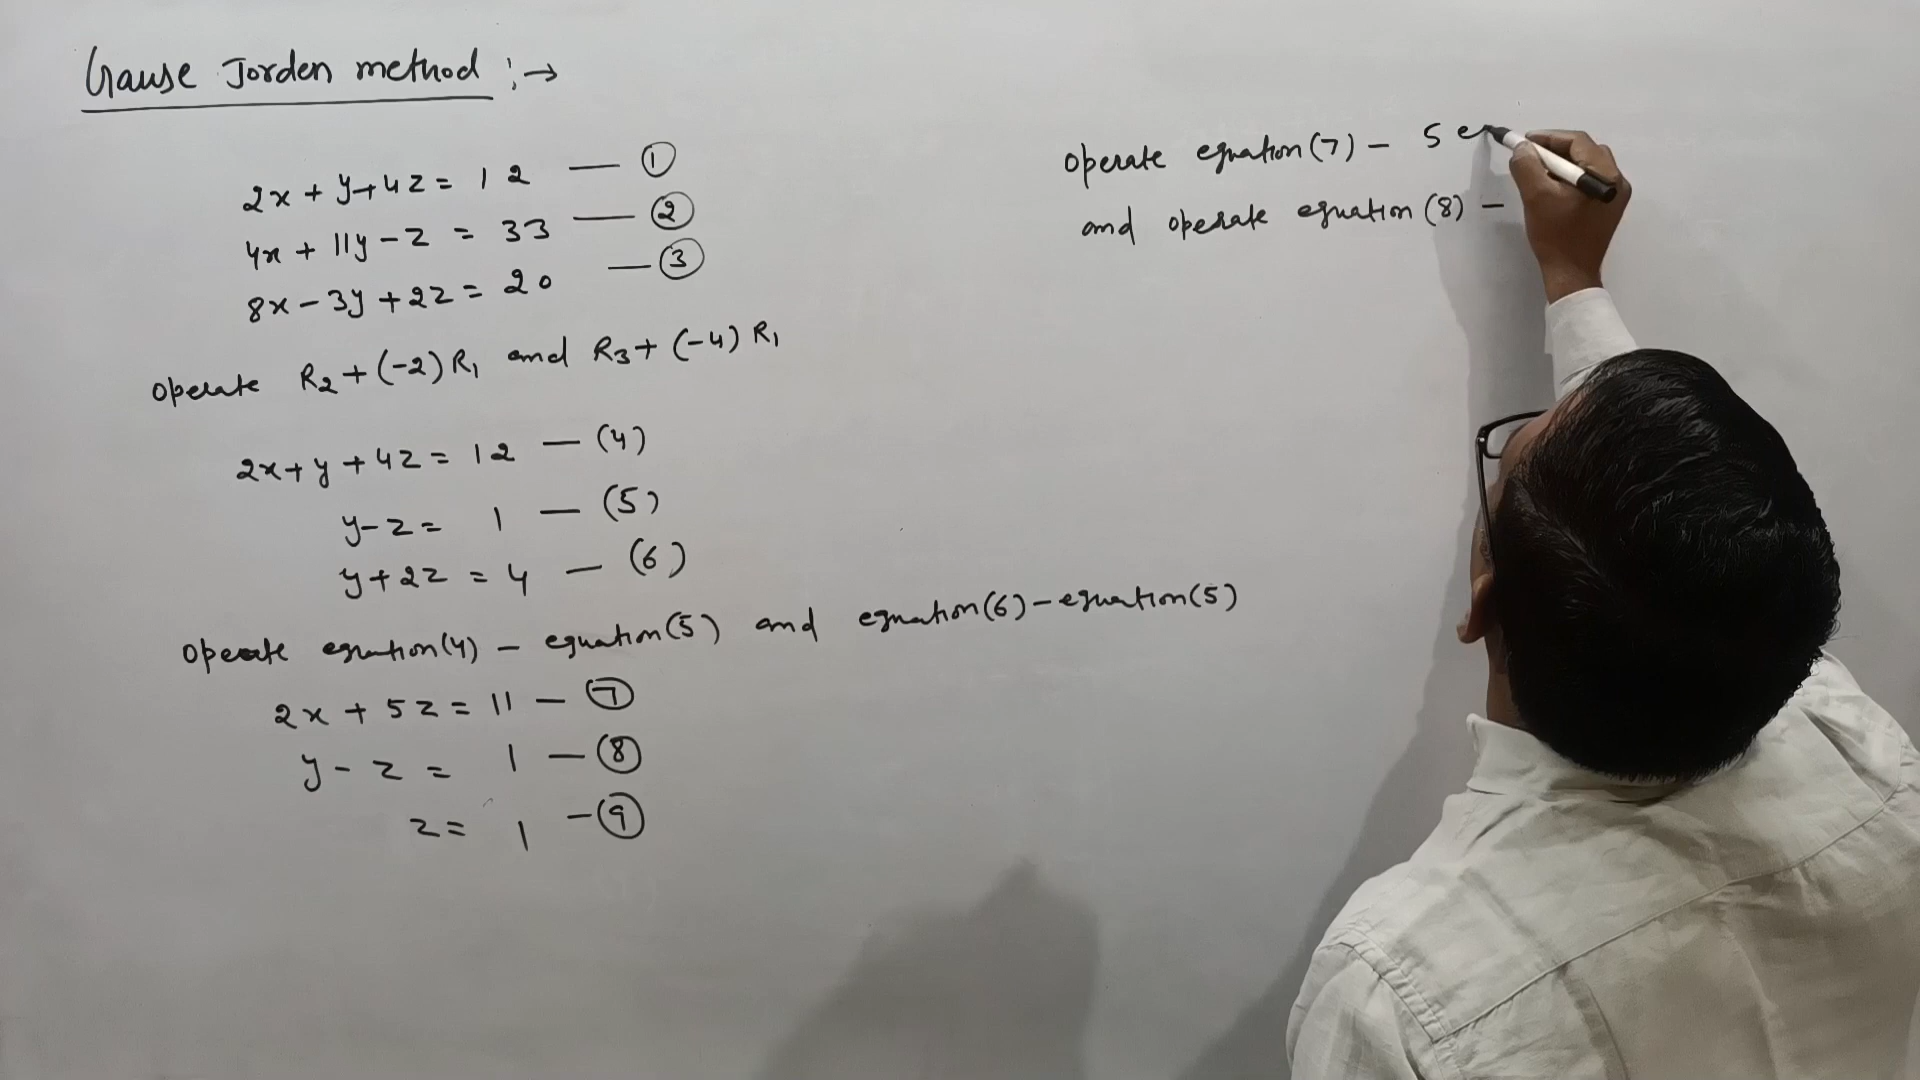 Gause Jorden method :→
2x + y + 4z = 12 — ①
4x + 11y - z = 33 — ②
8x - 3y + 2z = 20 — ③
operate R₂ + (-2) R₁ and R₃ + (-4) R₁
2x + y + 4z = 12 — (4)
y - z = 1 — (5)
y + 2z = 4 — (6)
operate equation(4) - equation(5) and equation(6) - equation(5)
2x + 5z = 11 — ⑦
y - z = 1 — ⑧
z = 1 - ⑨
operate equation(7) - 5 e
and operate equation (8) -